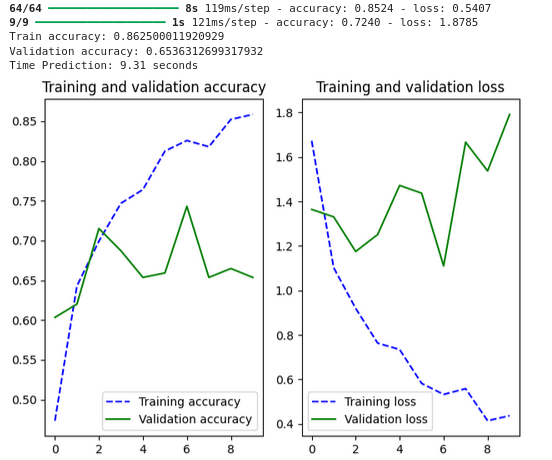 64/64 ━━━━━━━━━━━━━━━━━━━━ 8s 119ms/step - accuracy: 0.8524 - loss: 0.5407
9/9 ━━━━━━━━━━━━━━━━━━━━ 1s 121ms/step - accuracy: 0.7240 - loss: 1.8785
Train accuracy: 0.862500011920929
Validation accuracy: 0.6536312699317932
Time Prediction: 9.31 seconds
Training and validation accuracy
0.85
0.80
0.75
0.70
0.65
0.60
0.55
0.50
Training accuracy
Validation accuracy
0 2 4 6 8
Training and validation loss
1.8
1.6
1.4
1.2
1.0
0.8
0.6
0.4
Training loss
Validation loss
0 2 4 6 8